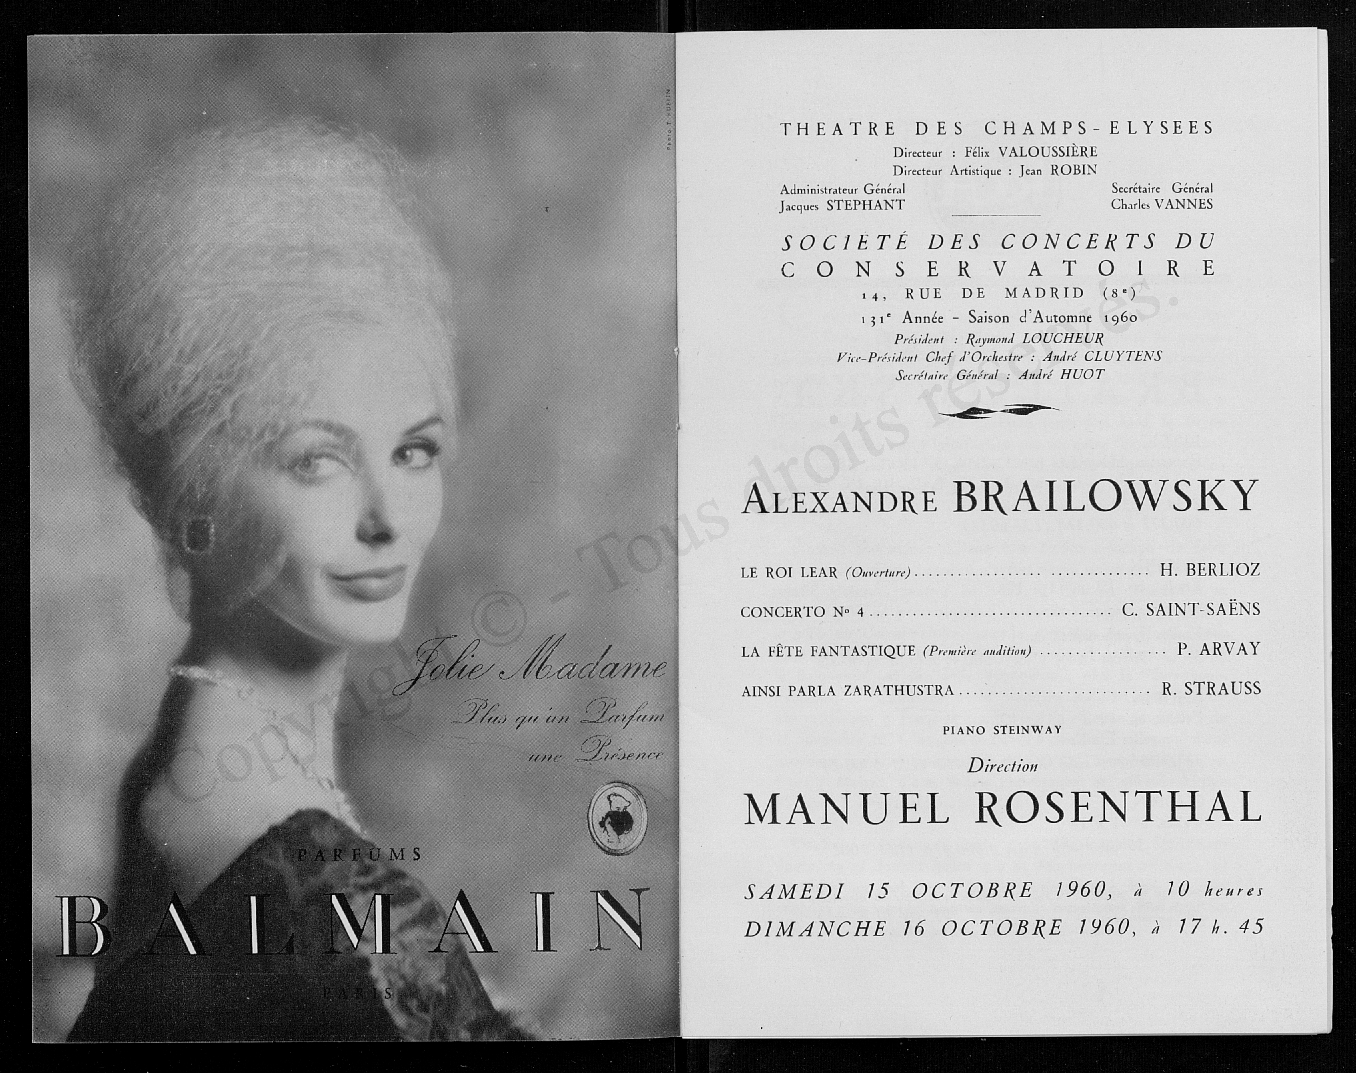 Photo P. RUFFIN
Jolie Madame
Plus qu'un Parfum
une Présence
PARFUMS
BALMAIN
PARIS
THEATRE DES CHAMPS-ELYSEES
Directeur : Félix VALOUSSIÈRE
Directeur Artistique : Jean ROBIN
Administrateur Général
Jacques STEPHANT
Secrétaire Général
Charles VANNES
SOCIÉTÉ DES CONCERTS DU
CONSERVATOIRE
14, RUE DE MADRID (8e)
131e Année - Saison d'Automne 1960
Président : Raymond LOUCHEUR
Vice-Président Chef d'Orchestre : André CLUYTENS
Secrétaire Général : André HUOT
ALEXANDRE BRAILOWSKY
LE ROI LEAR (Ouverture) H. BERLIOZ
CONCERTO No 4 C. SAINT-SAËNS
LA FÊTE FANTASTIQUE (Première audition) P. ARVAY
AINSI PARLA ZARATHUSTRA R. STRAUSS
PIANO STEINWAY
Direction
MANUEL ROSENTHAL
SAMEDI 15 OCTOBRE 1960, à 10 heures
DIMANCHE 16 OCTOBRE 1960, à 17 h. 45
Copyright © - Tous droits réservés.